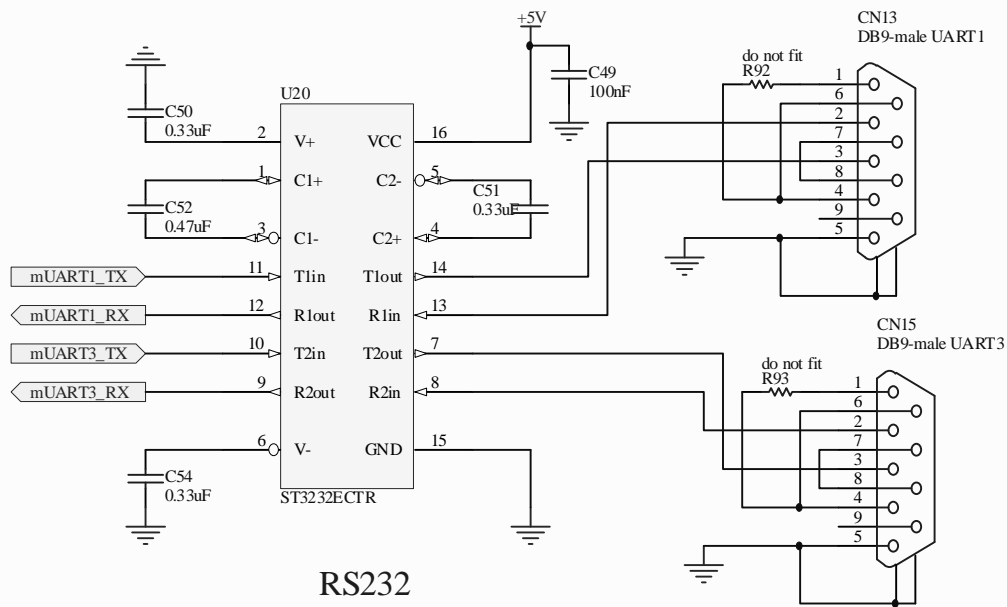 +5V
C49
100nF
C50
0.33uF
U20
2 V+ VCC 16
1 C1+ C2- 5
C52
0.47uF
C51
0.33uF
3 C1- C2+ 4
mUART1_TX 11 T1in T1out 14
mUART1_RX 12 R1out R1in 13
mUART3_TX 10 T2in T2out 7
mUART3_RX 9 R2out R2in 8
6 V- GND 15
C54
0.33uF
ST3232ECTR
RS232
CN13
DB9-male UART1
do not fit
R92
1
6
2
7
3
8
4
9
5
CN15
DB9-male UART3
do not fit
R93
1
6
2
7
3
8
4
9
5